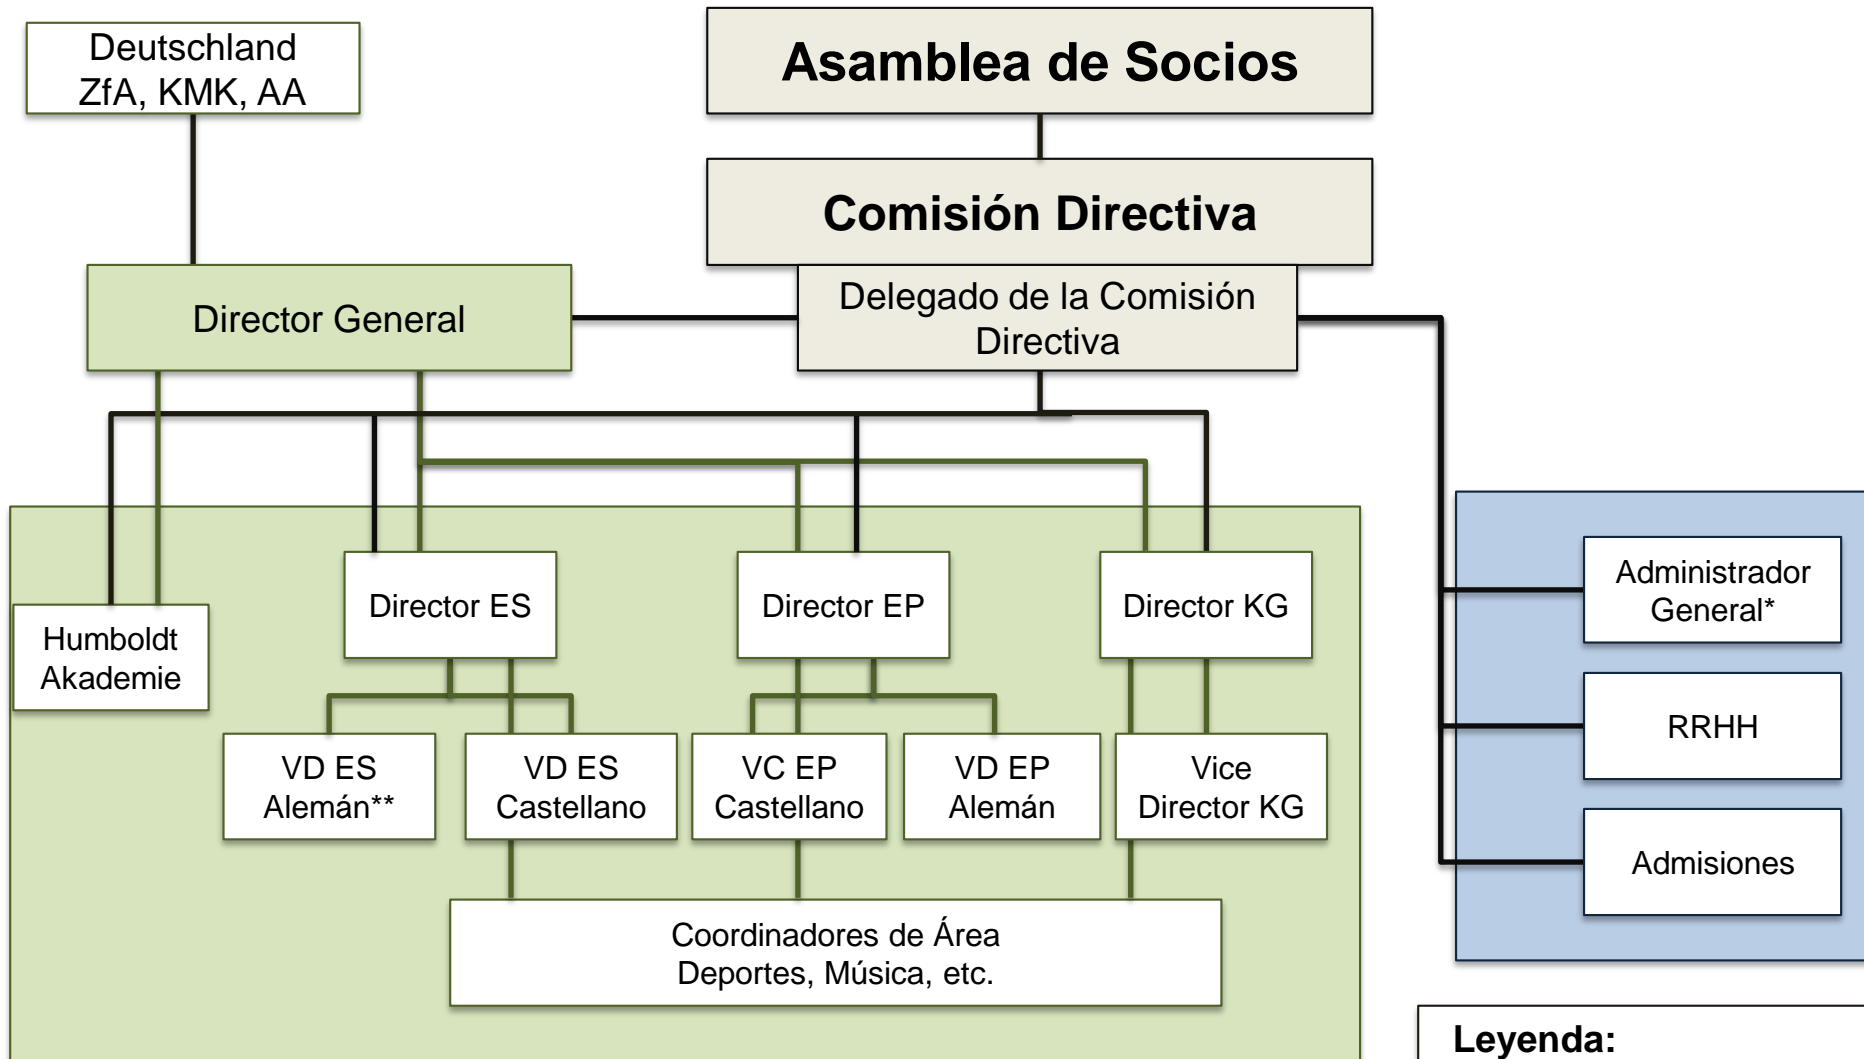 Deutschland
ZfA, KMK, AA
Asamblea de Socios
Comisión Directiva
Director General
Delegado de la Comisión
Directiva
Humboldt
Akademie
Director ES
Director EP
Director KG
Administrador
General*
VD ES
Alemán**
VD ES
Castellano
VC EP
Castellano
VD EP
Alemán
Vice
Director KG
RRHH
Admisiones
Coordinadores de Área
Deportes, Música, etc.
Leyenda: